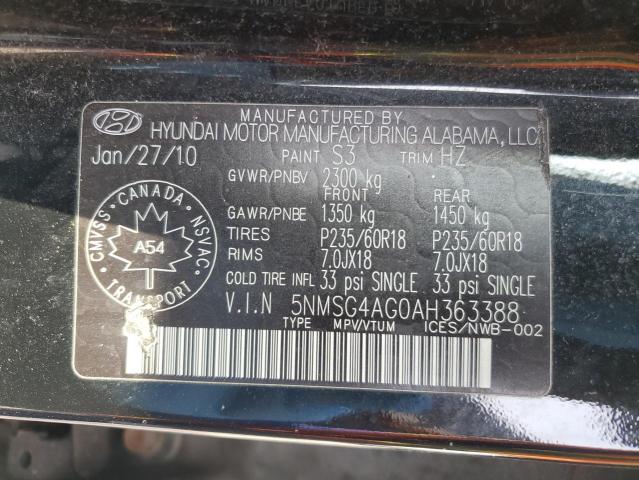 MANUFACTURED BY
HYUNDAI MOTOR MANUFACTURING ALABAMA, LLC
Jan/27/10 PAINT S3 TRIM HZ
GVWR/PNBV 2300 kg
FRONT REAR
GAWR/PNBE 1350 kg 1450 kg
TIRES P235/60R18 P235/60R18
RIMS 7.0JX18 7.0JX18
COLD TIRE INFL 33 psi SINGLE 33 psi SINGLE
V.I.N 5NMSG4AG0AH363388
TYPE MPV/VTUM ICES/NWB-002
CMVSS · CANADA · NSVAC
A54
TRANSPORT